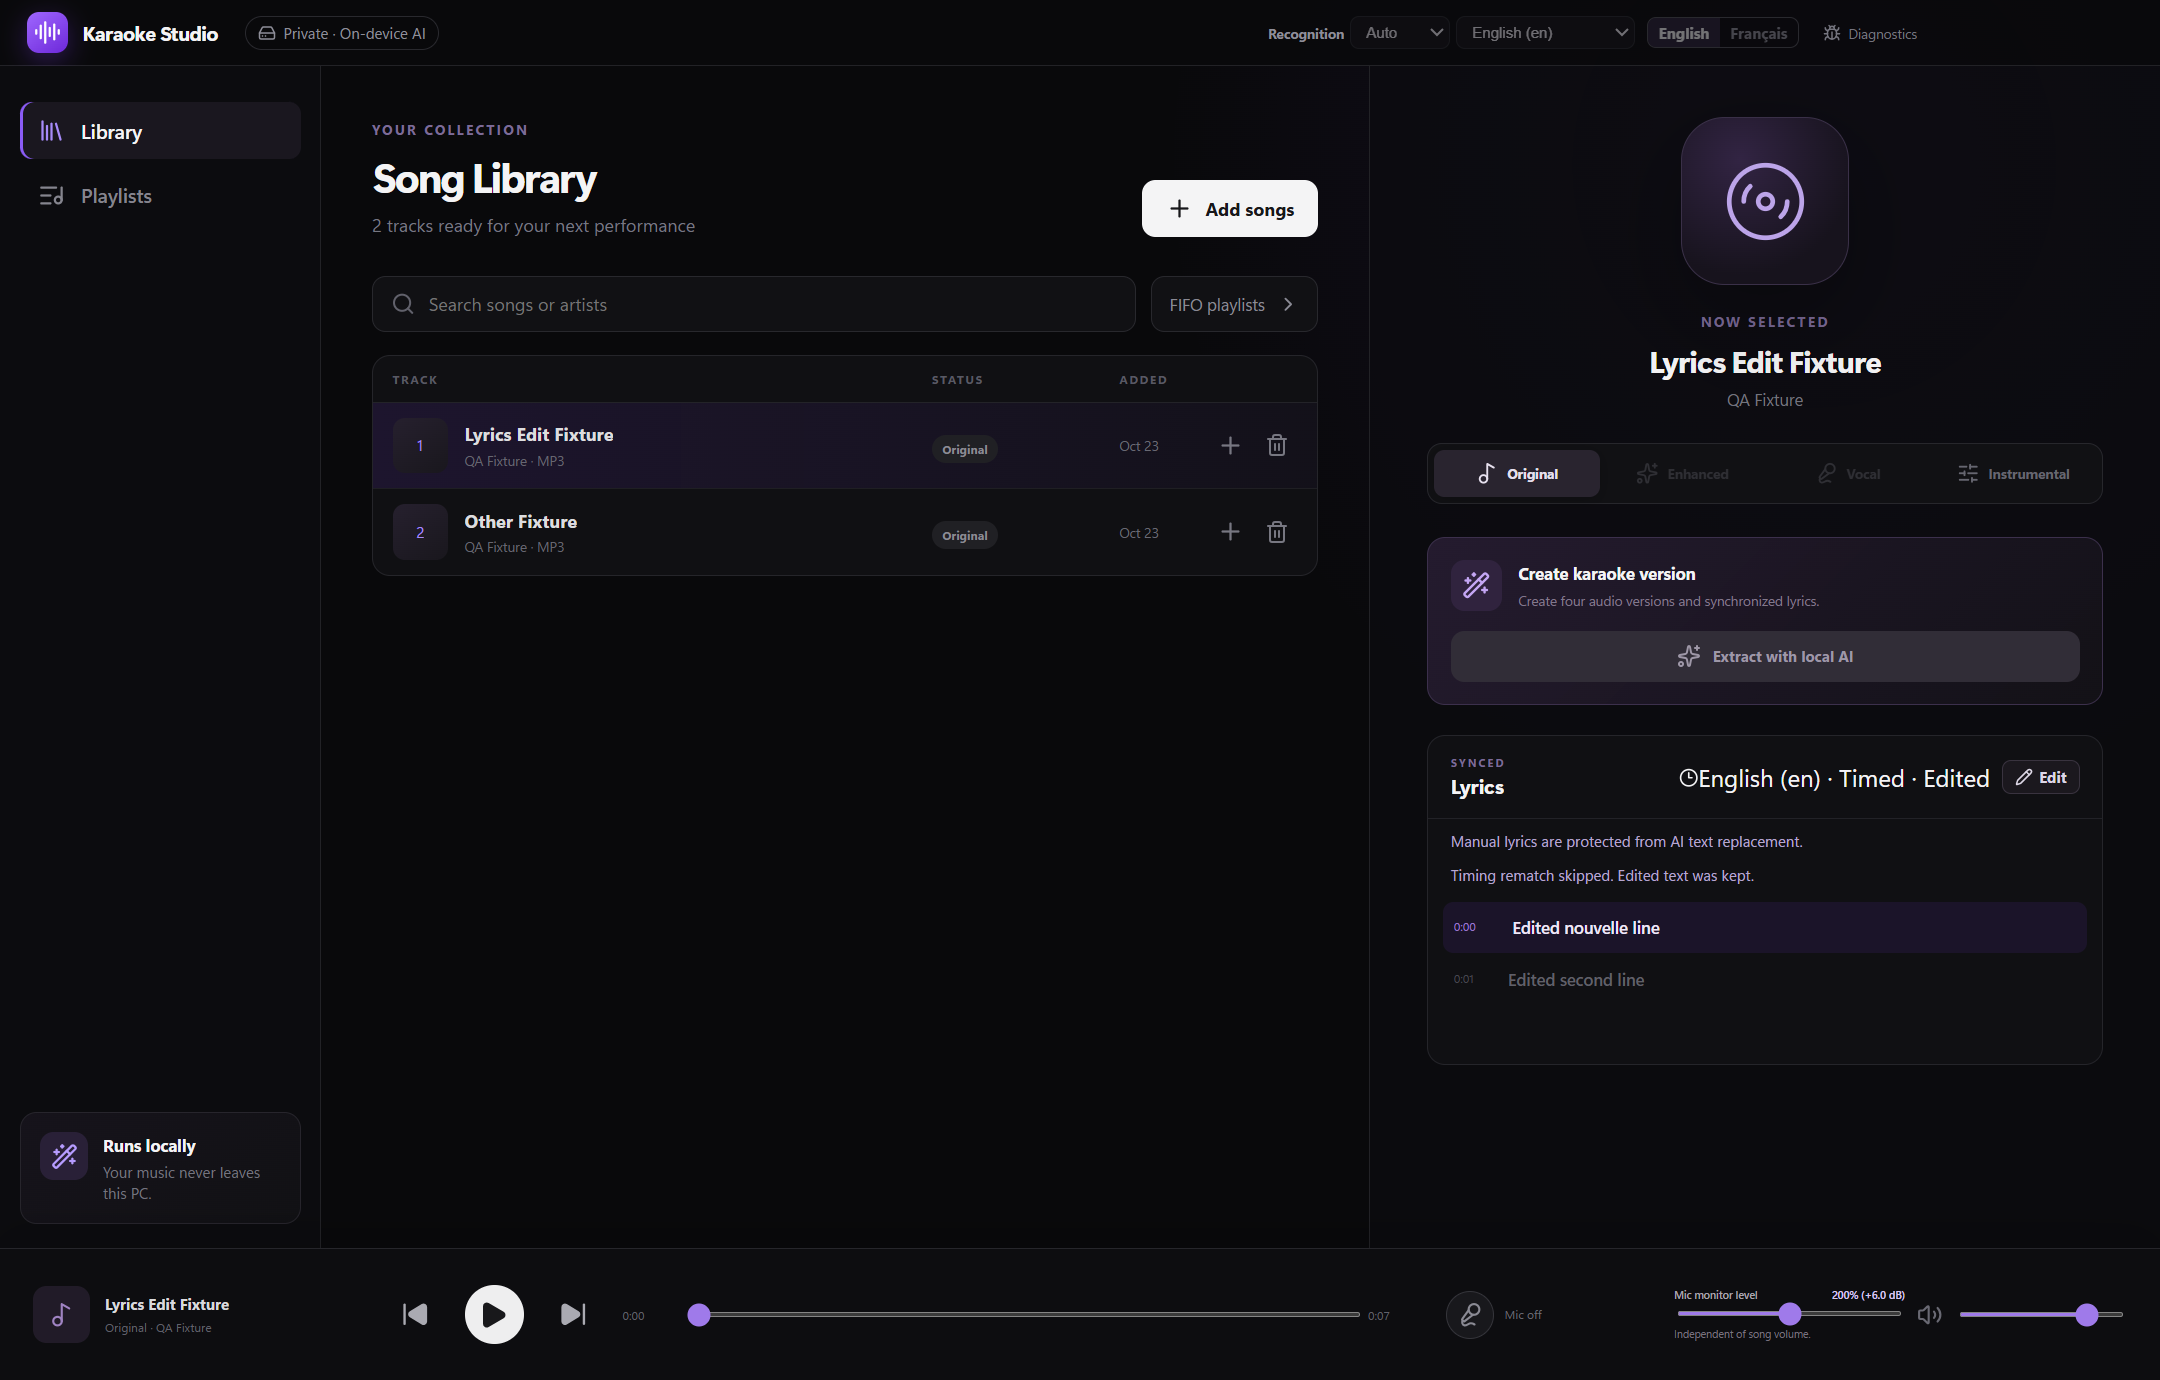 Karaoke Studio
Private · On-device AI
Recognition
Auto
English (en)
English
Français
Diagnostics
Library
Playlists
Runs locally
Your music never leaves
this PC.
YOUR COLLECTION
Song Library
2 tracks ready for your next performance
Add songs
Search songs or artists
FIFO playlists
TRACK
STATUS
ADDED
1
Lyrics Edit Fixture
QA Fixture · MP3
Original
Oct 23
2
Other Fixture
QA Fixture · MP3
Original
Oct 23
NOW SELECTED
Lyrics Edit Fixture
QA Fixture
Original
Enhanced
Vocal
Instrumental
Create karaoke version
Create four audio versions and synchronized lyrics.
Extract with local AI
SYNCED
Lyrics
English (en) · Timed · Edited
Edit
Manual lyrics are protected from AI text replacement.
Timing rematch skipped. Edited text was kept.
0:00
Edited nouvelle line
0:01
Edited second line
Lyrics Edit Fixture
Original · QA Fixture
0:00
0:07
Mic off
Mic monitor level
200% (+6.0 dB)
Independent of song volume.